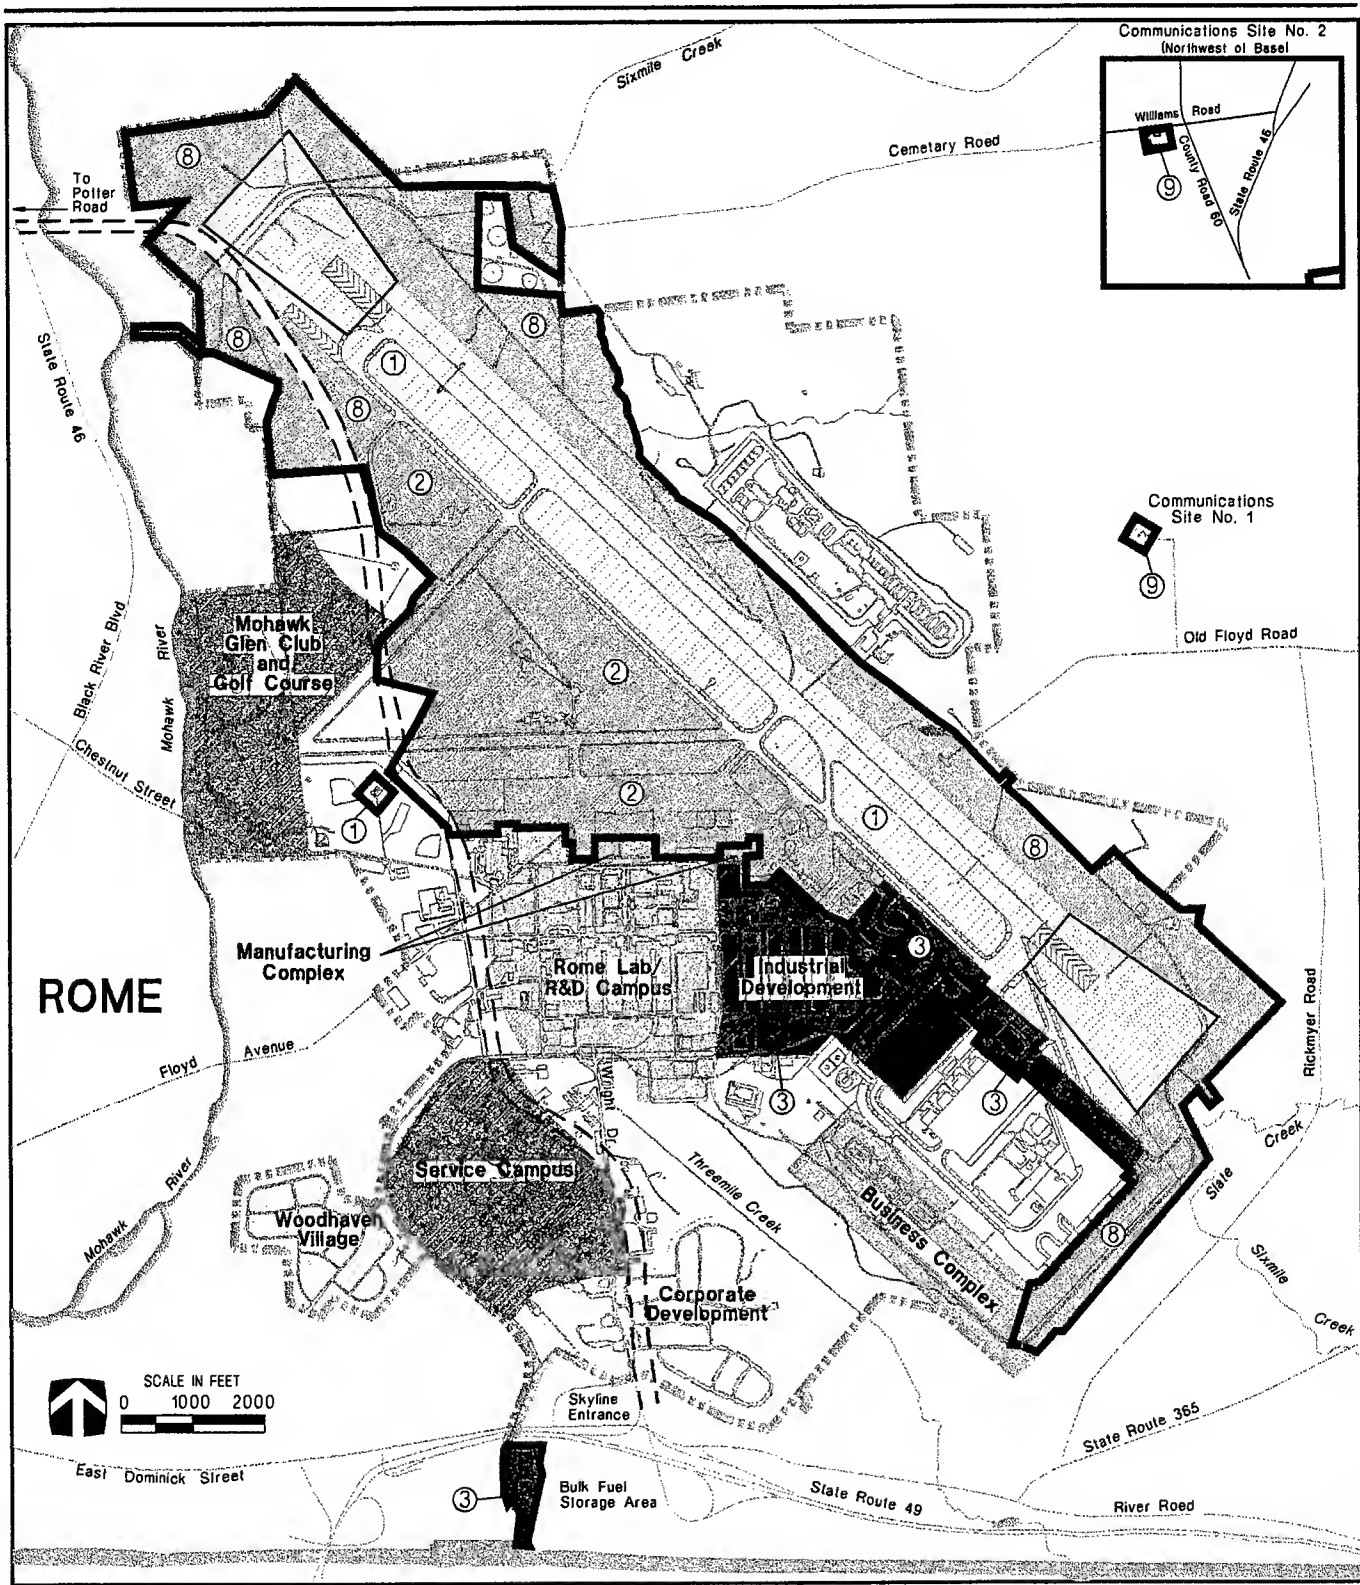 Communications Site No. 2
(Northwest of Base)
Sixmile Creek
Cemetary Road
Williams Road
County Road 60
State Route 46
9
8
To
Potter
Road
8
8
8
1
State Route 46
2
Communications
Site No. 1
9
Old Floyd Road
Mohawk
Glen Club
and
Golf Course
Black River Blvd
Mohawk River
Chestnut Street
2
2
1
1
8
Manufacturing
Complex
ROME
Rome Lab/
R&D Campus
Industrial
Development
3
Rickmyer Road
Floyd Avenue
Wright Dr.
3
3
Slate Creek
Service Campus
Threemile Creek
Business Complex
Woodhaven
Village
Mohawk River
8
Sixmile Creek
Corporate
Development
SCALE IN FEET
0 1000 2000
Skyline
Entrance
State Route 365
East Dominick Street
3
Bulk Fuel
Storage Area
State Route 49
River Road